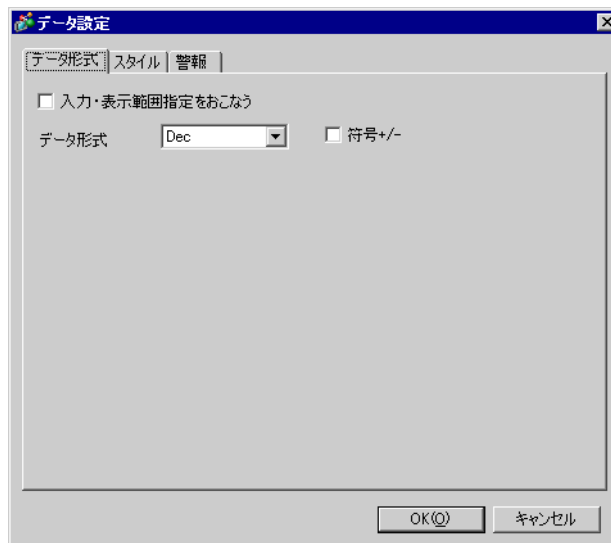 データ設定
データ形式 スタイル 警報
入力・表示範囲指定をおこなう
データ形式 Dec 符号+/-
OK(O) キャンセル